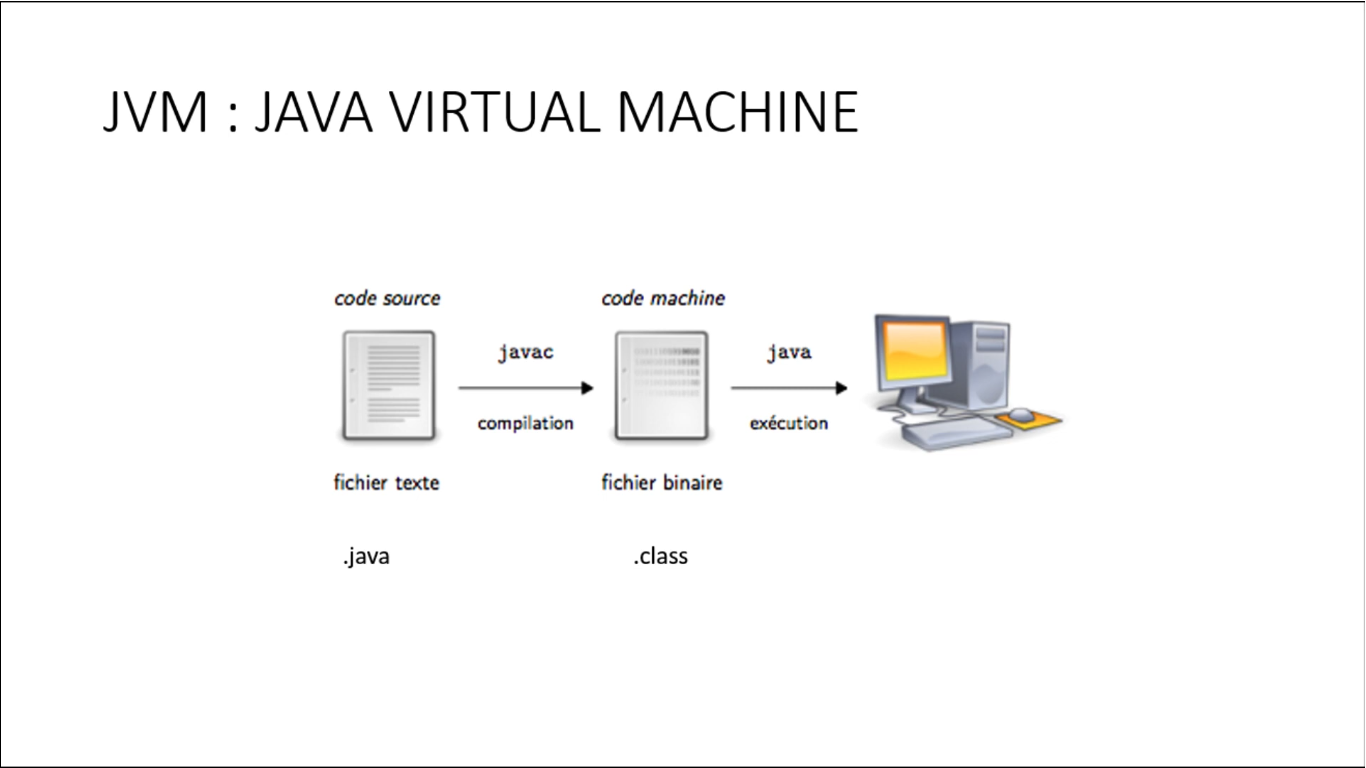 JVM : JAVA VIRTUAL MACHINE
code source
code machine
javac
java
compilation
exécution
fichier texte
fichier binaire
.java
.class